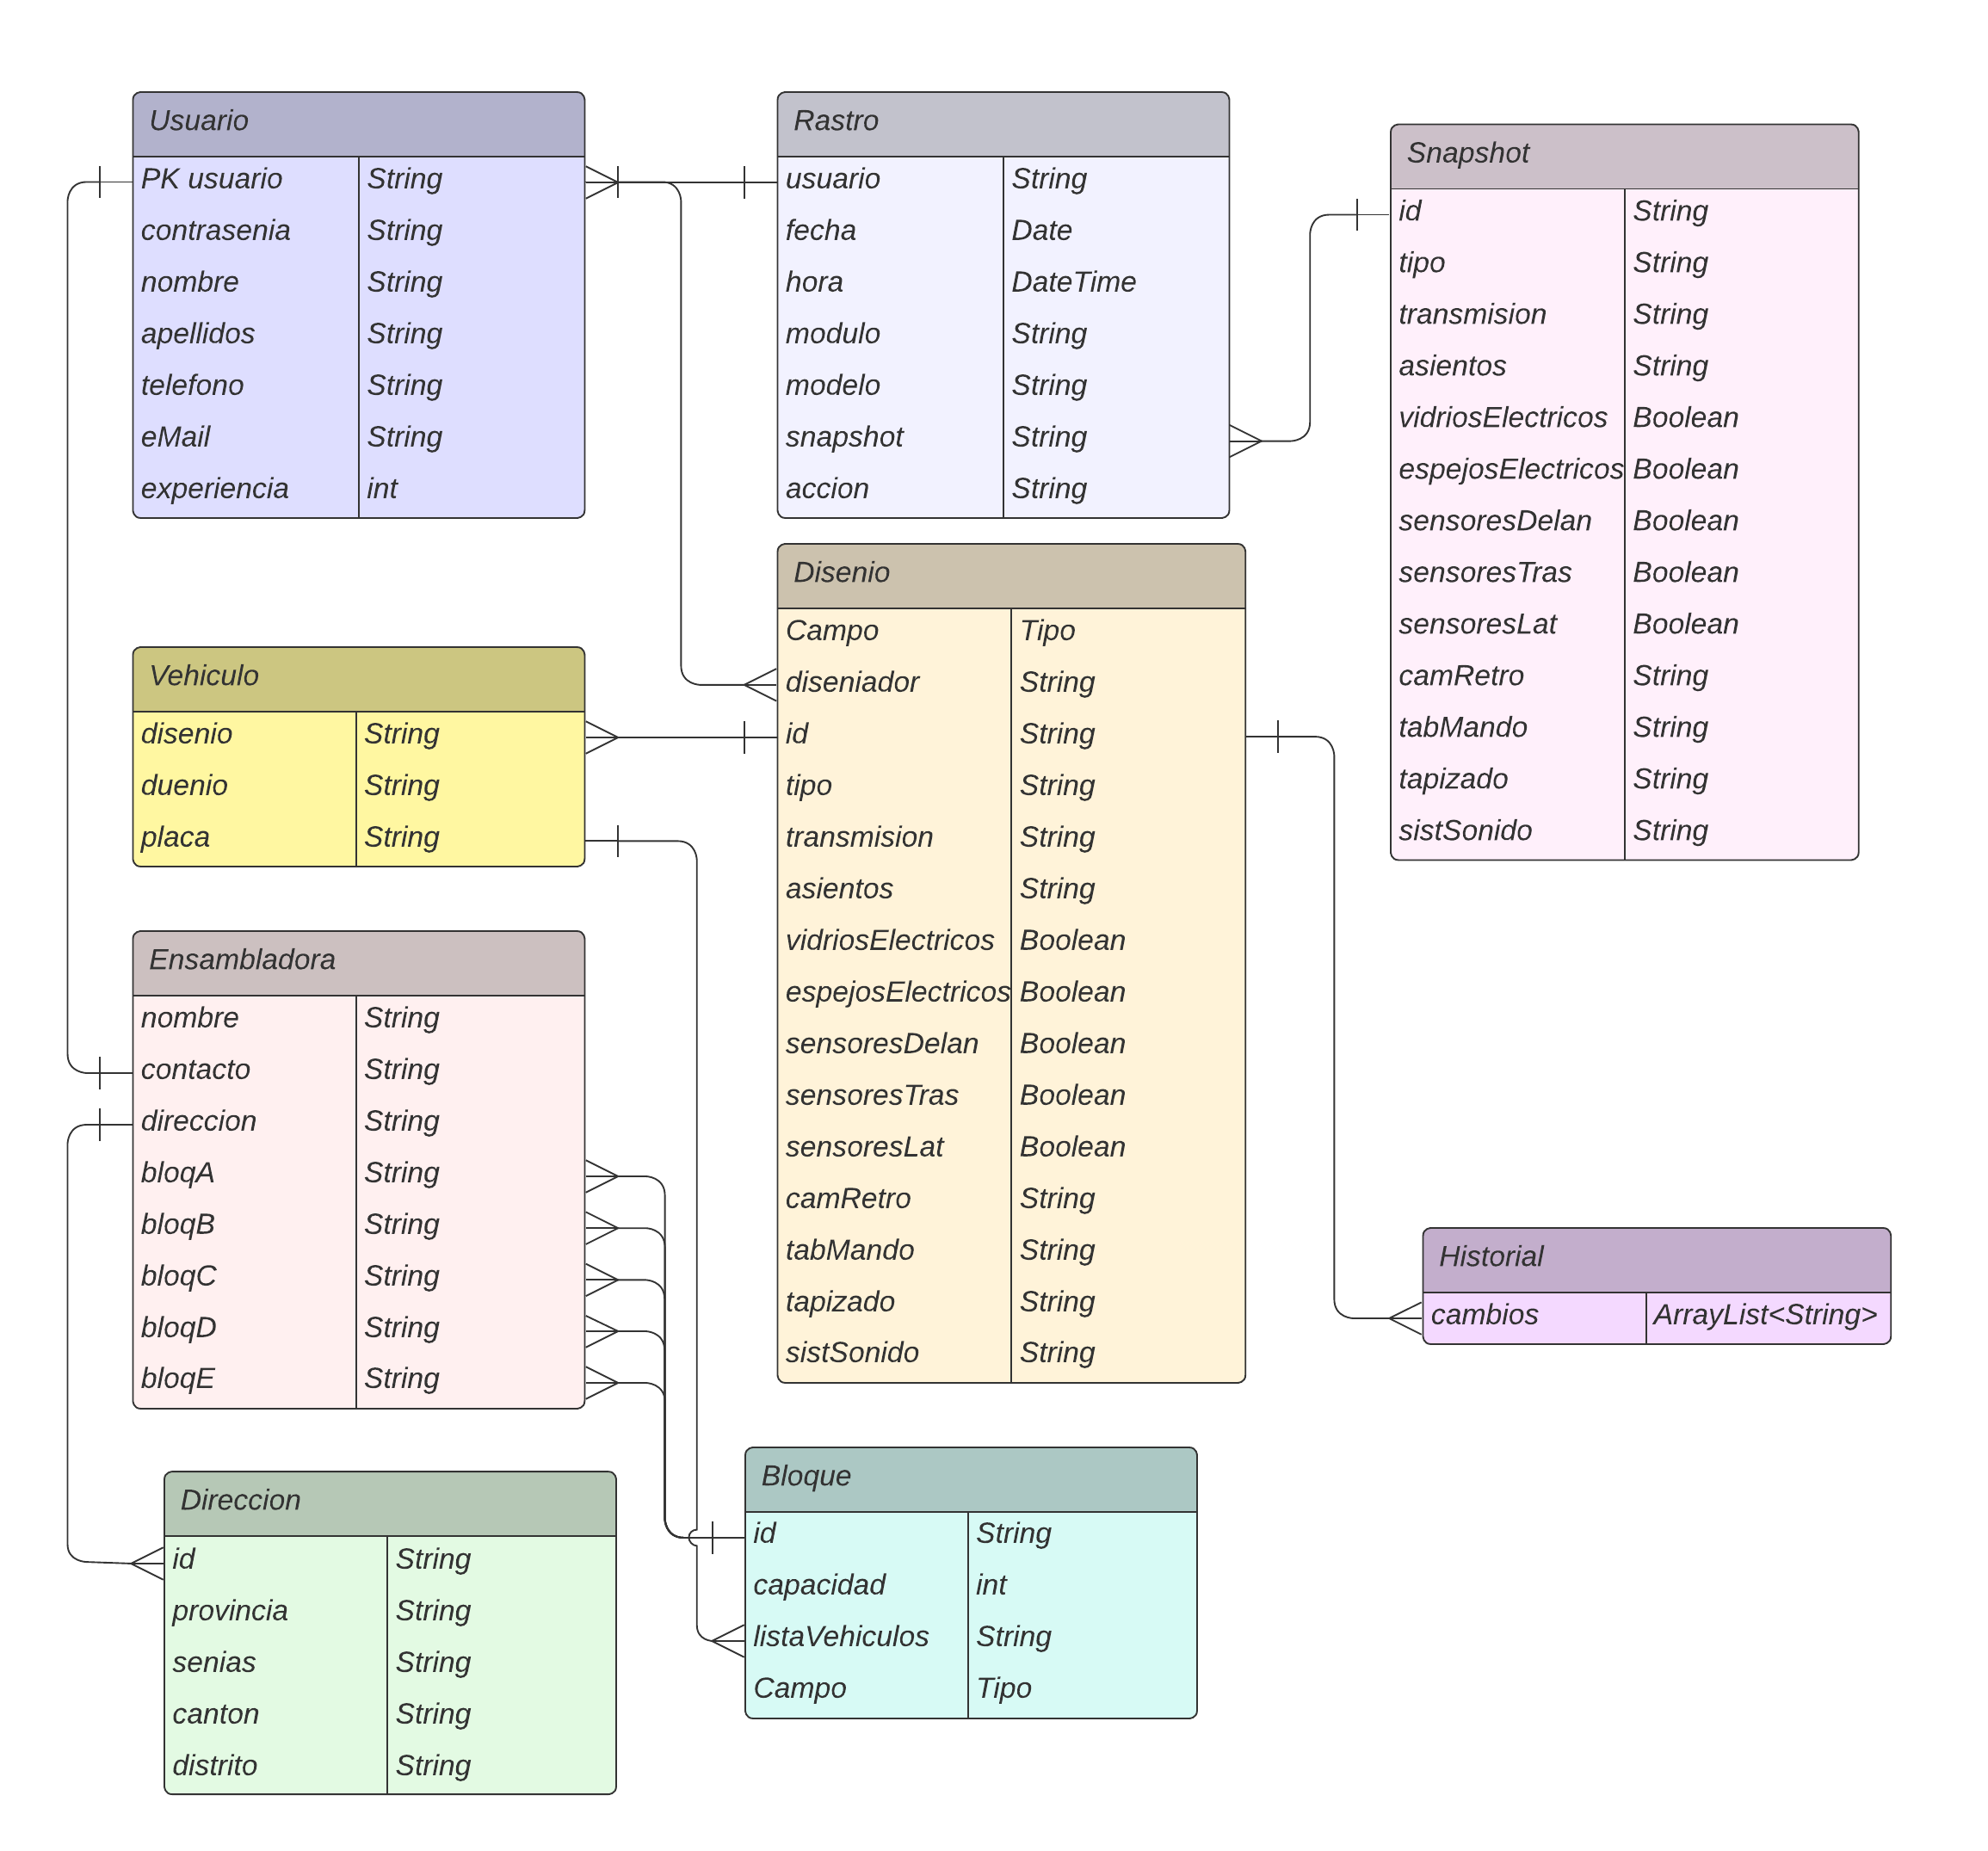 Usuario
PK usuario String
contrasenia String
nombre String
apellidos String
telefono String
eMail String
experiencia int
Rastro
usuario String
fecha Date
hora DateTime
modulo String
modelo String
snapshot String
accion String
Snapshot
id String
tipo String
transmision String
asientos String
vidriosElectricos Boolean
espejosElectricos Boolean
sensoresDelan Boolean
sensoresTras Boolean
sensoresLat Boolean
camRetro String
tabMando String
tapizado String
sistSonido String
Disenio
Campo Tipo
diseniador String
id String
tipo String
transmision String
asientos String
vidriosElectricos Boolean
espejosElectricos Boolean
sensoresDelan Boolean
sensoresTras Boolean
sensoresLat Boolean
camRetro String
tabMando String
tapizado String
sistSonido String
Vehiculo
disenio String
duenio String
placa String
Ensambladora
nombre String
contacto String
direccion String
bloqA String
bloqB String
bloqC String
bloqD String
bloqE String
Historial
cambios ArrayList<String>
Direccion
id String
provincia String
senias String
canton String
distrito String
Bloque
id String
capacidad int
listaVehiculos String
Campo Tipo